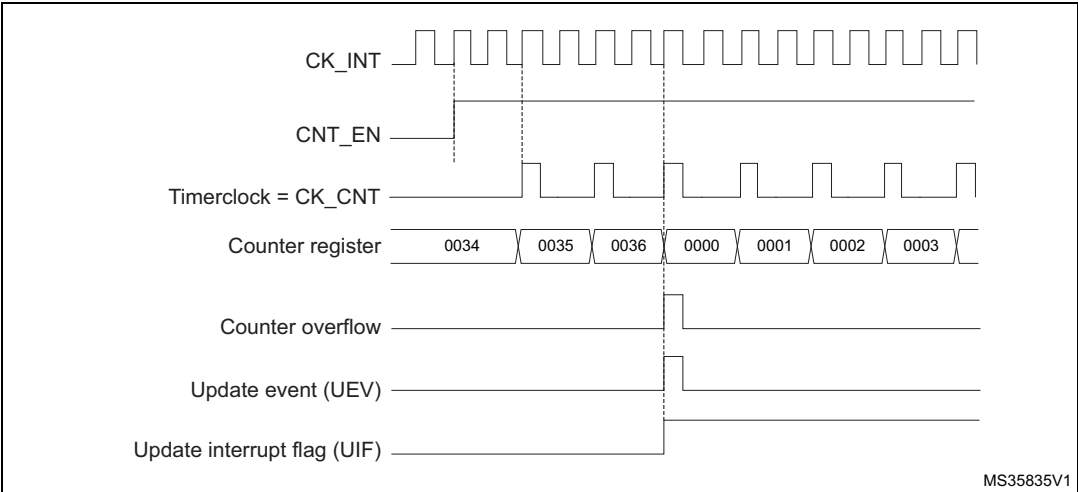 CK_INT
CNT_EN
Timerclock = CK_CNT
Counter register 0034 0035 0036 0000 0001 0002 0003
Counter overflow
Update event (UEV)
Update interrupt flag (UIF)
MS35835V1